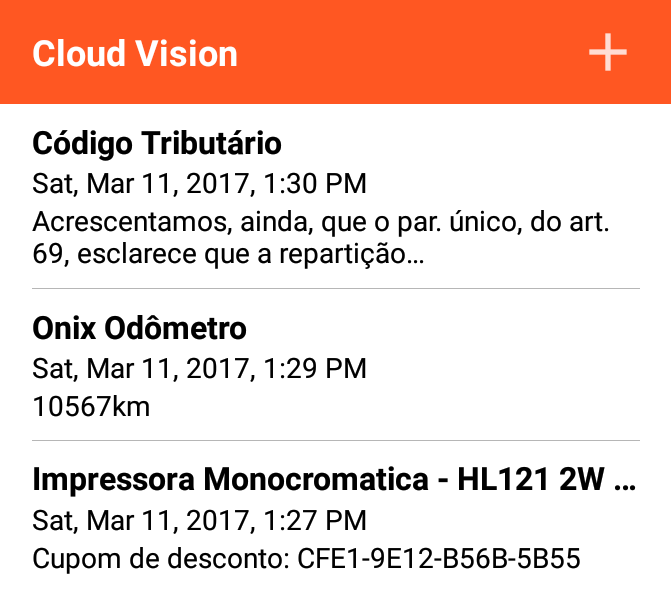 Cloud Vision
Código Tributário
Sat, Mar 11, 2017, 1:30 PM
Acrescentamos, ainda, que o par. único, do art.
69, esclarece que a repartição…
Onix Odômetro
Sat, Mar 11, 2017, 1:29 PM
10567km
Impressora Monocromatica - HL121 2W …
Sat, Mar 11, 2017, 1:27 PM
Cupom de desconto: CFE1-9E12-B56B-5B55